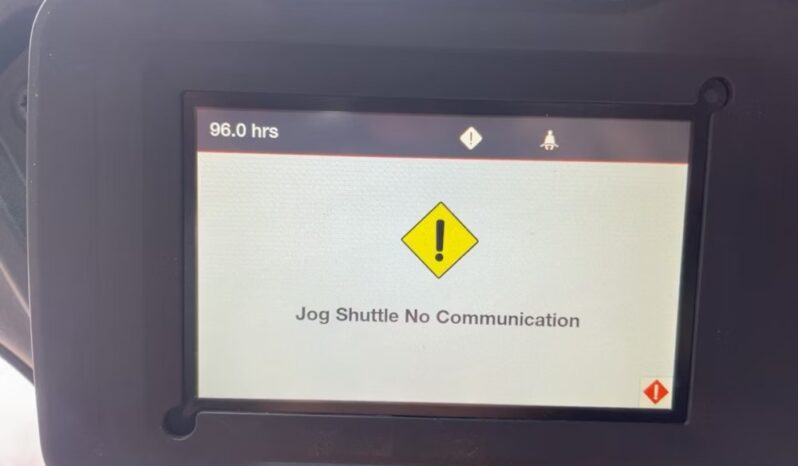 96.0 hrs
Jog Shuttle No Communication